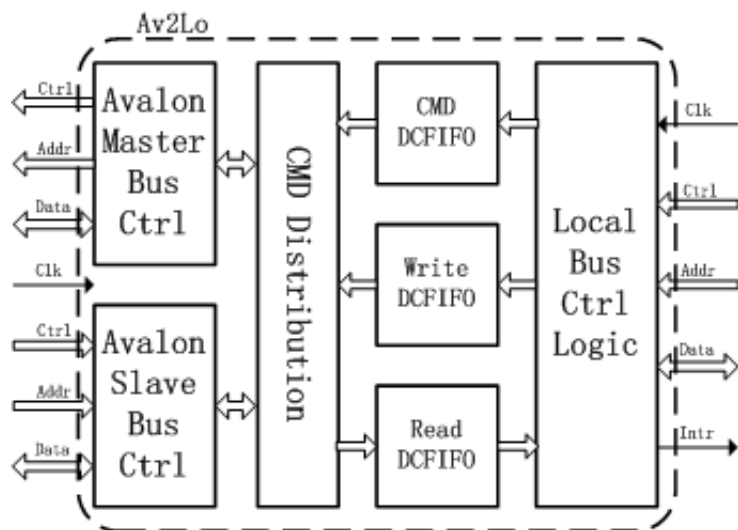 Av2Lo
Ctrl
Addr
Data
Avalon
Master
Bus
Ctrl
Clk
Ctrl
Addr
Data
Avalon
Slave
Bus
Ctrl
CMD Distribution
CMD
DCFIFO
Write
DCFIFO
Read
DCFIFO
Local
Bus
Ctrl
Logic
Clk
Ctrl
Addr
Data
Intr